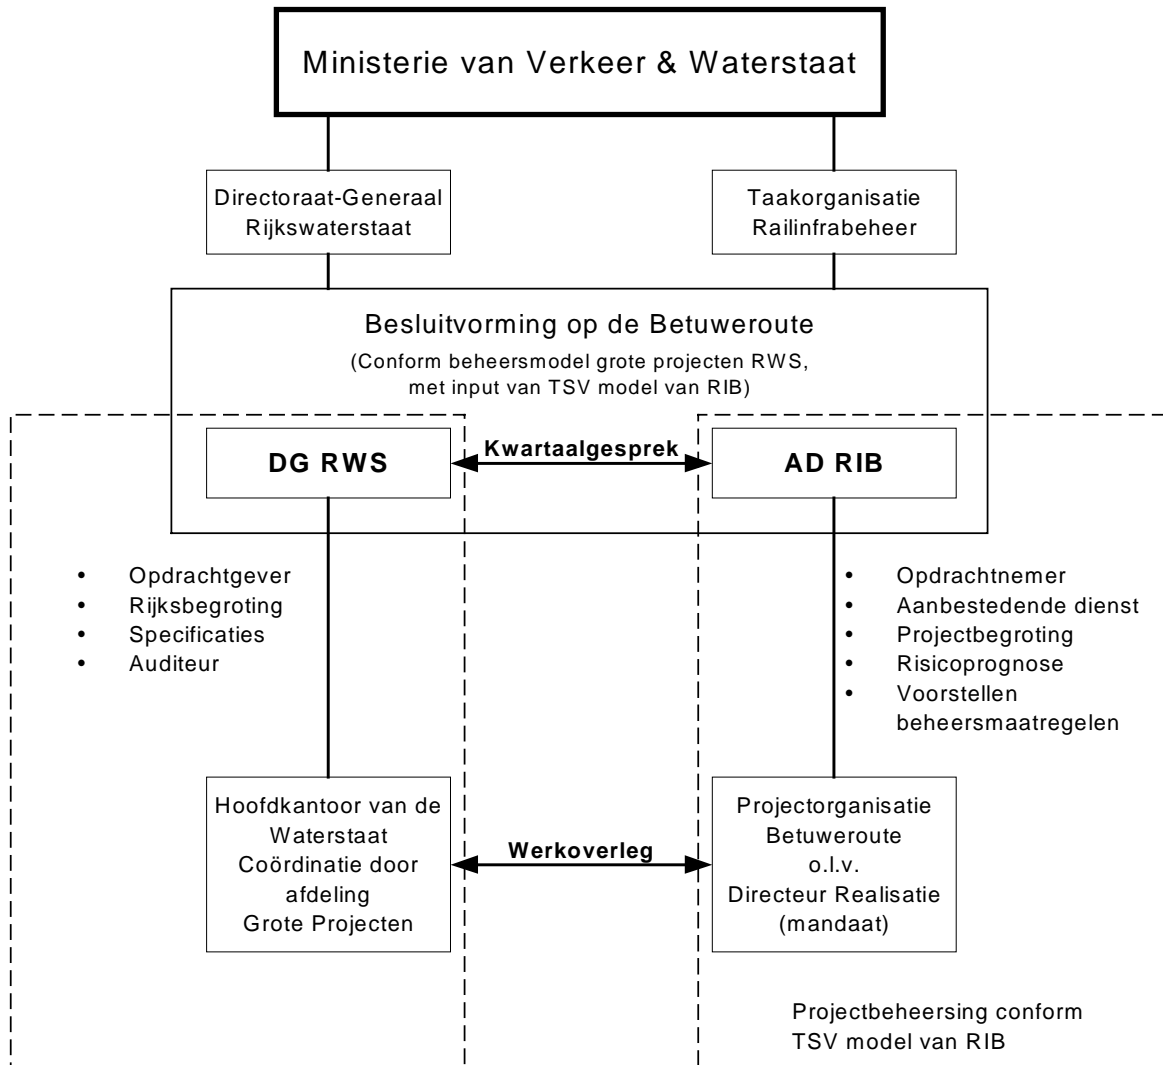 Ministerie van Verkeer & Waterstaat
Directoraat-Generaal
Rijkswaterstaat
Taakorganisatie
Railinfrabeheer
Besluitvorming op de Betuweroute
(Conform beheersmodel grote projecten RWS,
met input van TSV model van RIB)
DG RWS
Kwartaalgesprek
AD RIB
• Opdrachtgever
• Rijksbegroting
• Specificaties
• Auditeur
• Opdrachtnemer
• Aanbestedende dienst
• Projectbegroting
• Risicoprognose
• Voorstellen
beheersmaatregelen
Hoofdkantoor van de
Waterstaat
Coördinatie door
afdeling
Grote Projecten
Werkoverleg
Projectorganisatie
Betuweroute
o.l.v.
Directeur Realisatie
(mandaat)
Projectbeheersing conform
TSV model van RIB